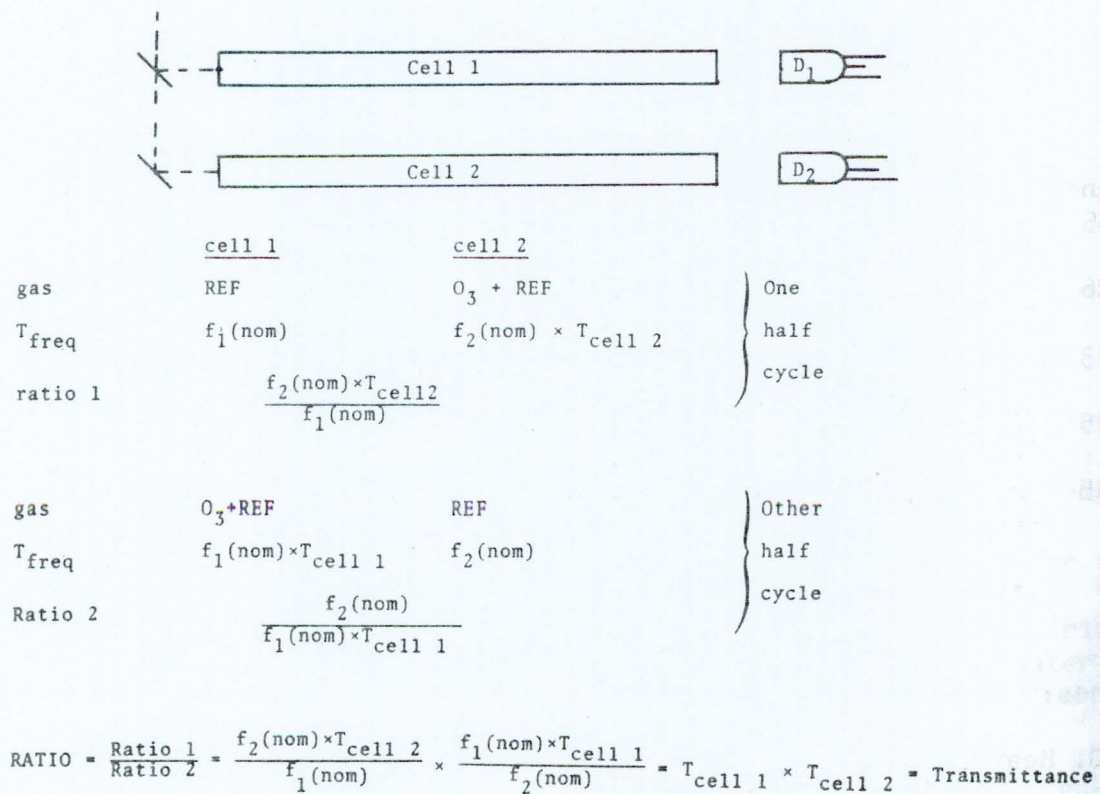 Cell 1 D1
Cell 2 D2
cell 1 cell 2
gas REF O3 + REF One
Tfreq f1(nom) f2(nom) × Tcell 2 half
cycle
ratio 1 f2(nom)×Tcell2
f1(nom)
gas O3+REF REF Other
Tfreq f1(nom)×Tcell 1 f2(nom) half
cycle
Ratio 2 f2(nom)
f1(nom)×Tcell 1
RATIO = Ratio 1 / Ratio 2 = f2(nom)×Tcell 2 / f1(nom) × f1(nom)×Tcell 1 / f2(nom) = Tcell 1 × Tcell 2 = Transmittance